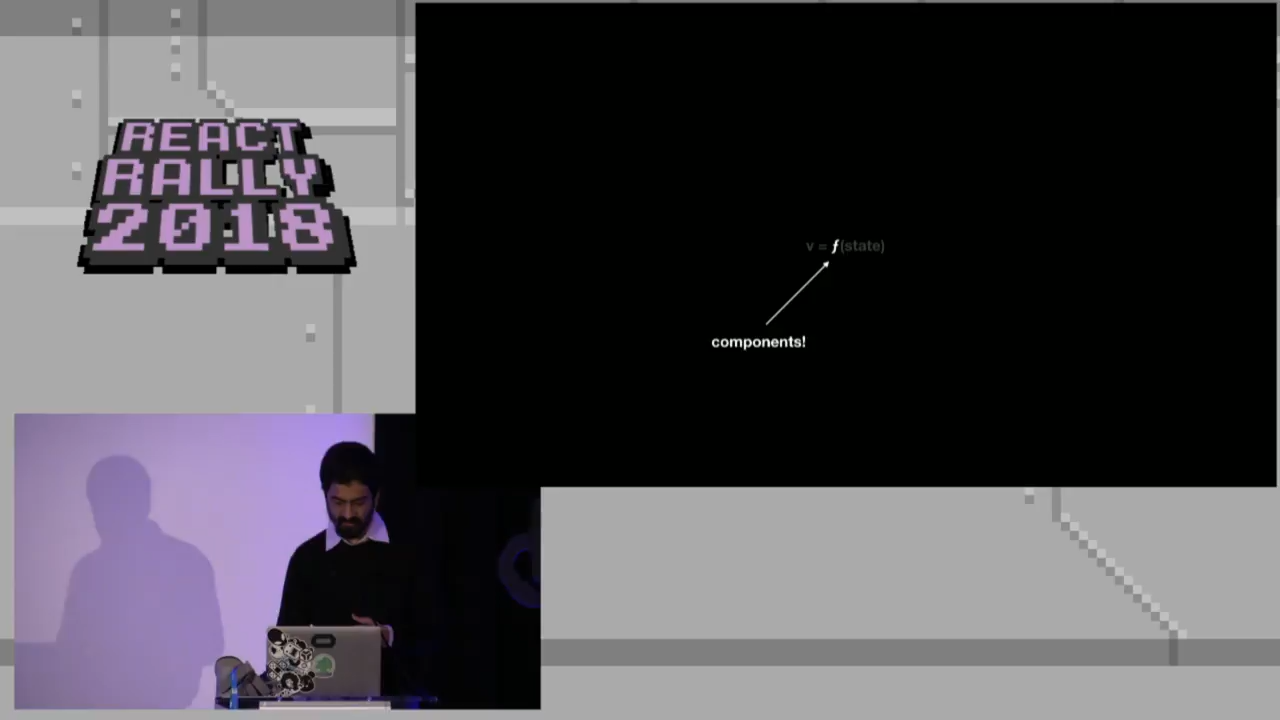 REACT
RALLY
2018
v = f(state)
components!